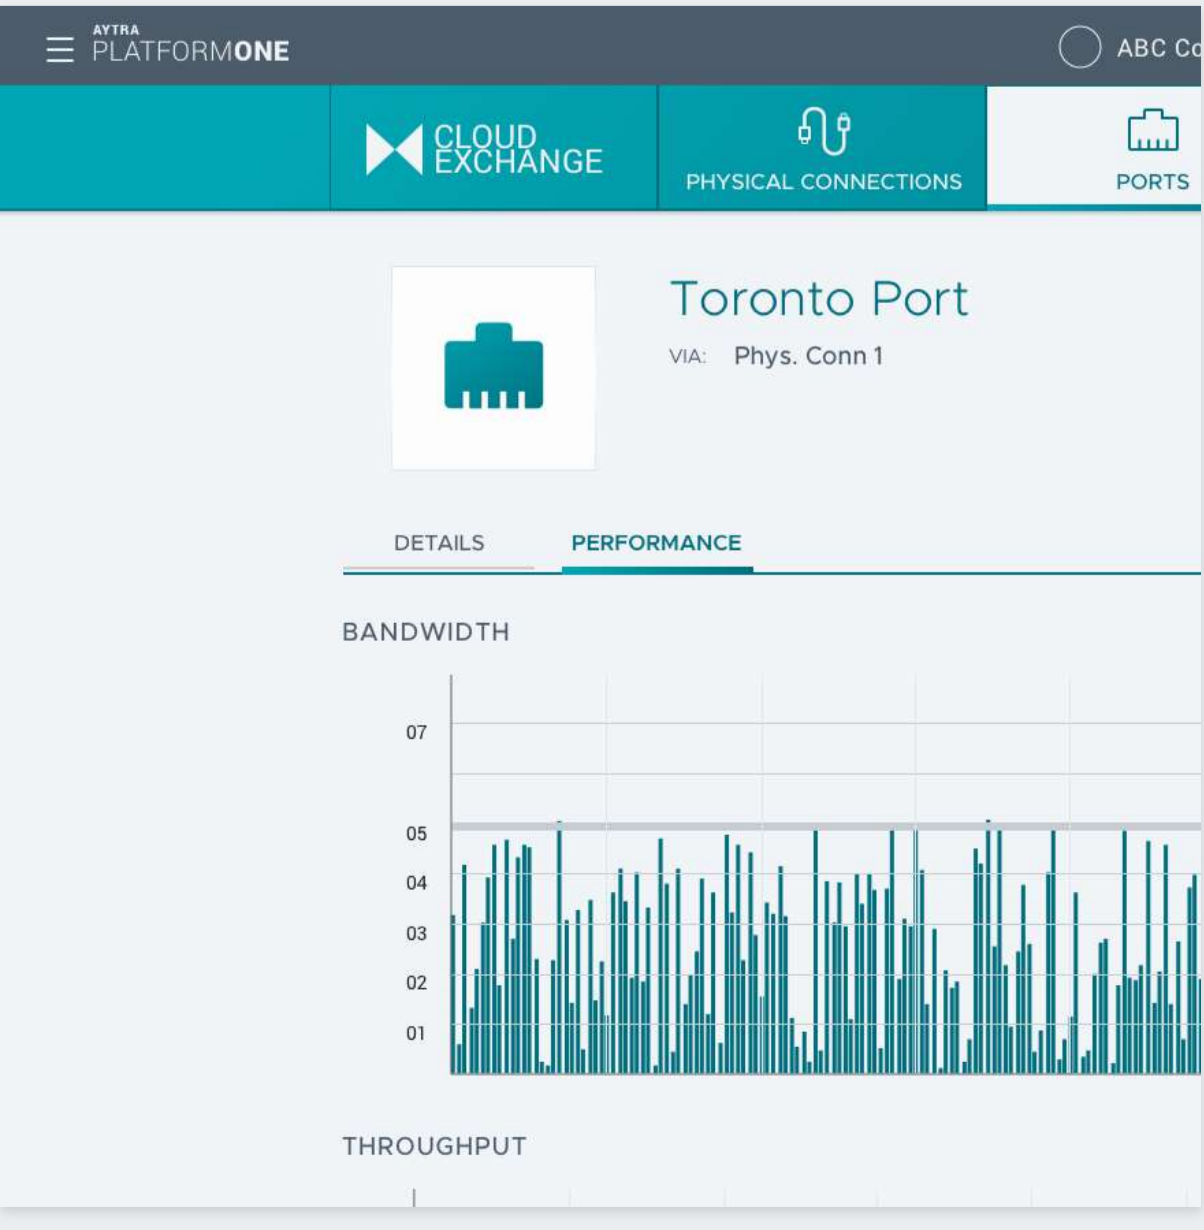 AYTRA
PLATFORMONE
ABC Co
CLOUD
EXCHANGE
PHYSICAL CONNECTIONS
PORTS
Toronto Port
VIA: Phys. Conn 1
DETAILS
PERFORMANCE
BANDWIDTH
07
05
04
03
02
01
THROUGHPUT